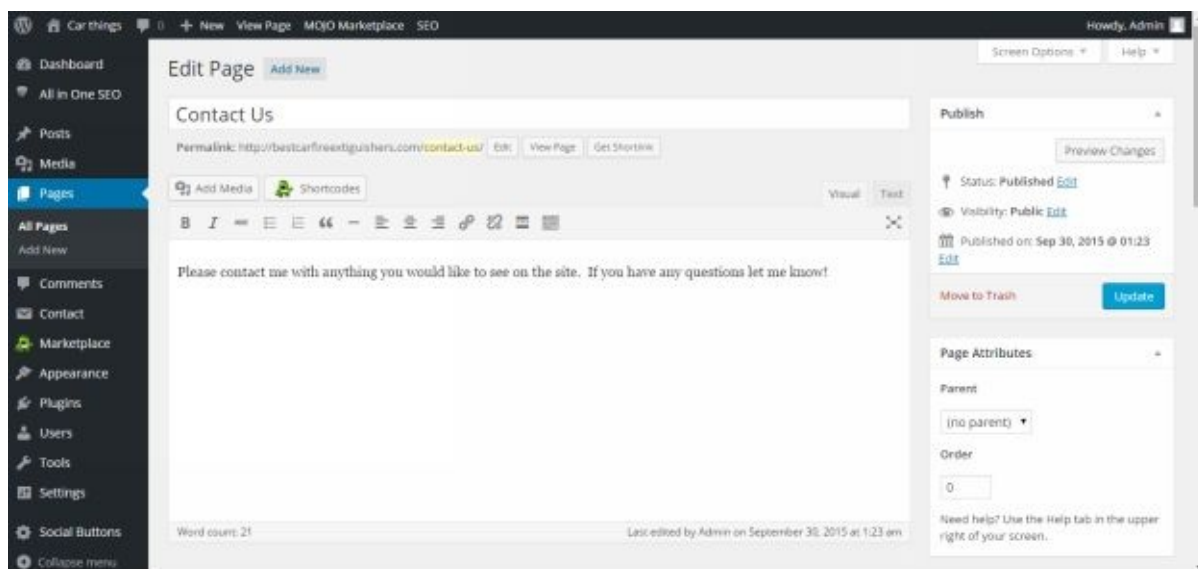 Car things 0 + New View Page MOJO Marketplace SEO Howdy, Admin
Screen Options Help
Dashboard
All in One SEO
Posts
Media
Pages
All Pages
Add New
Comments
Contact
Marketplace
Appearance
Plugins
Users
Tools
Settings
Social Buttons
Collapse menu
Edit Page Add New
Contact Us
Permalink: http://bestcarfireextiguishers.com/contact-us/ Edit View Page Get Shortlink
Add Media Shortcodes Visual Text
B I
Please contact me with anything you would like to see on the site. If you have any questions let me know!
Word count: 21 Last edited by Admin on September 30, 2015 at 1:23 am
Publish
Preview Changes
Status: Published Edit
Visibility: Public Edit
Published on: Sep 30, 2015 @ 01:23
Edit
Move to Trash Update
Page Attributes
Parent
(no parent)
Order
0
Need help? Use the Help tab in the upper
right of your screen.